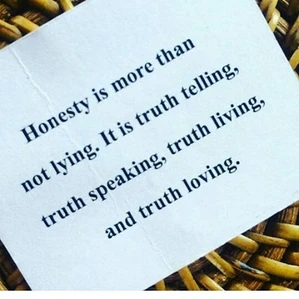 Honesty is more than
not lying. It is truth telling,
truth speaking, truth living,
and truth loving.